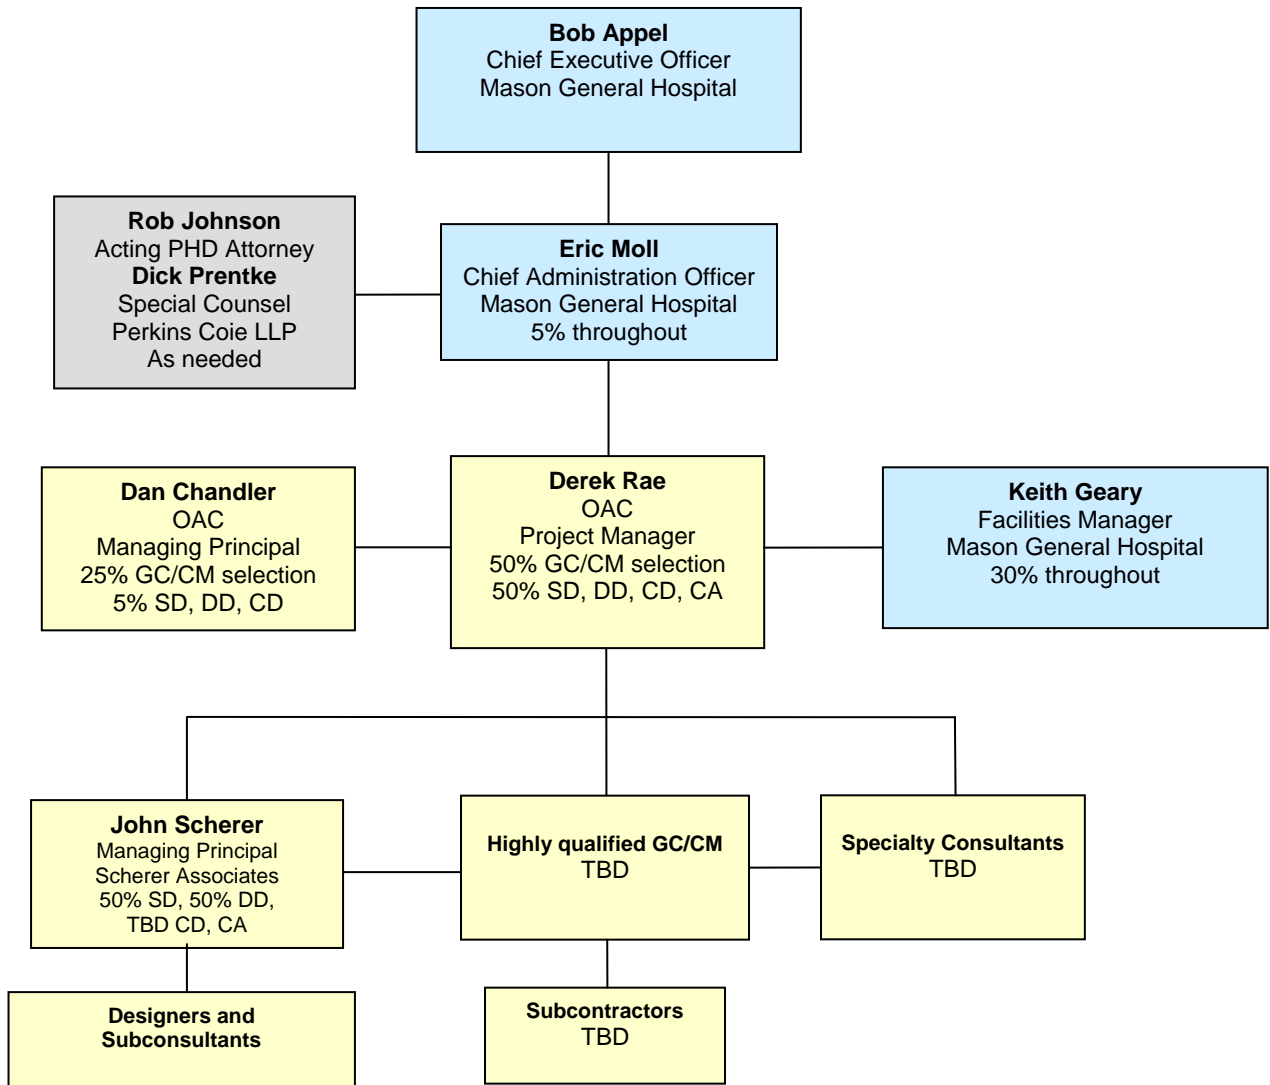 Bob Appel
Chief Executive Officer
Mason General Hospital
Rob Johnson
Acting PHD Attorney
Dick Prentke
Special Counsel
Perkins Coie LLP
As needed
Eric Moll
Chief Administration Officer
Mason General Hospital
5% throughout
Dan Chandler
OAC
Managing Principal
25% GC/CM selection
5% SD, DD, CD
Derek Rae
OAC
Project Manager
50% GC/CM selection
50% SD, DD, CD, CA
Keith Geary
Facilities Manager
Mason General Hospital
30% throughout
John Scherer
Managing Principal
Scherer Associates
50% SD, 50% DD,
TBD CD, CA
Highly qualified GC/CM
TBD
Specialty Consultants
TBD
Designers and
Subconsultants
Subcontractors
TBD